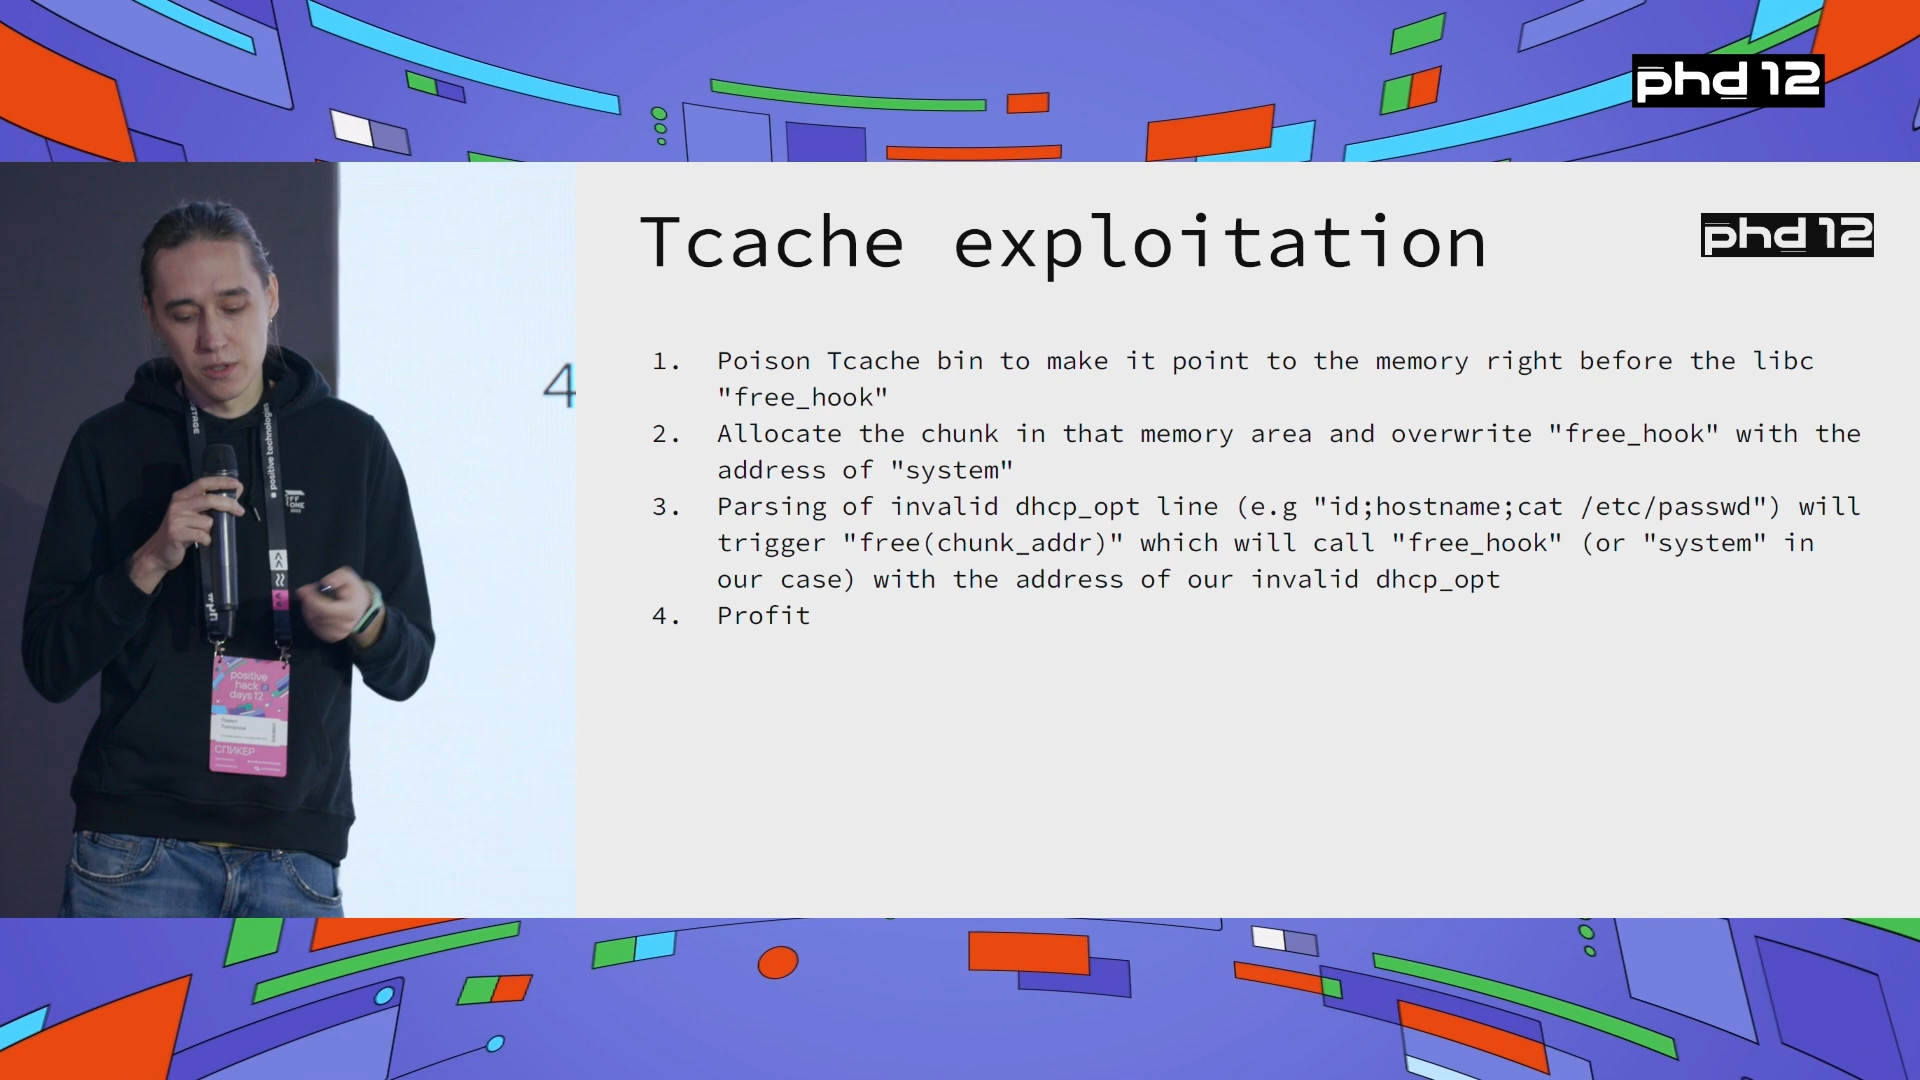 phd 12
Tcache exploitation
phd 12
1. Poison Tcache bin to make it point to the memory right before the libc
"free_hook"
2. Allocate the chunk in that memory area and overwrite "free_hook" with the
address of "system"
3. Parsing of invalid dhcp_opt line (e.g "id;hostname;cat /etc/passwd") will
trigger "free(chunk_addr)" which will call "free_hook" (or "system" in
our case) with the address of our invalid dhcp_opt
4. Profit
4
STAGE
positive technologies
positive
hack
days 12
СПИКЕР